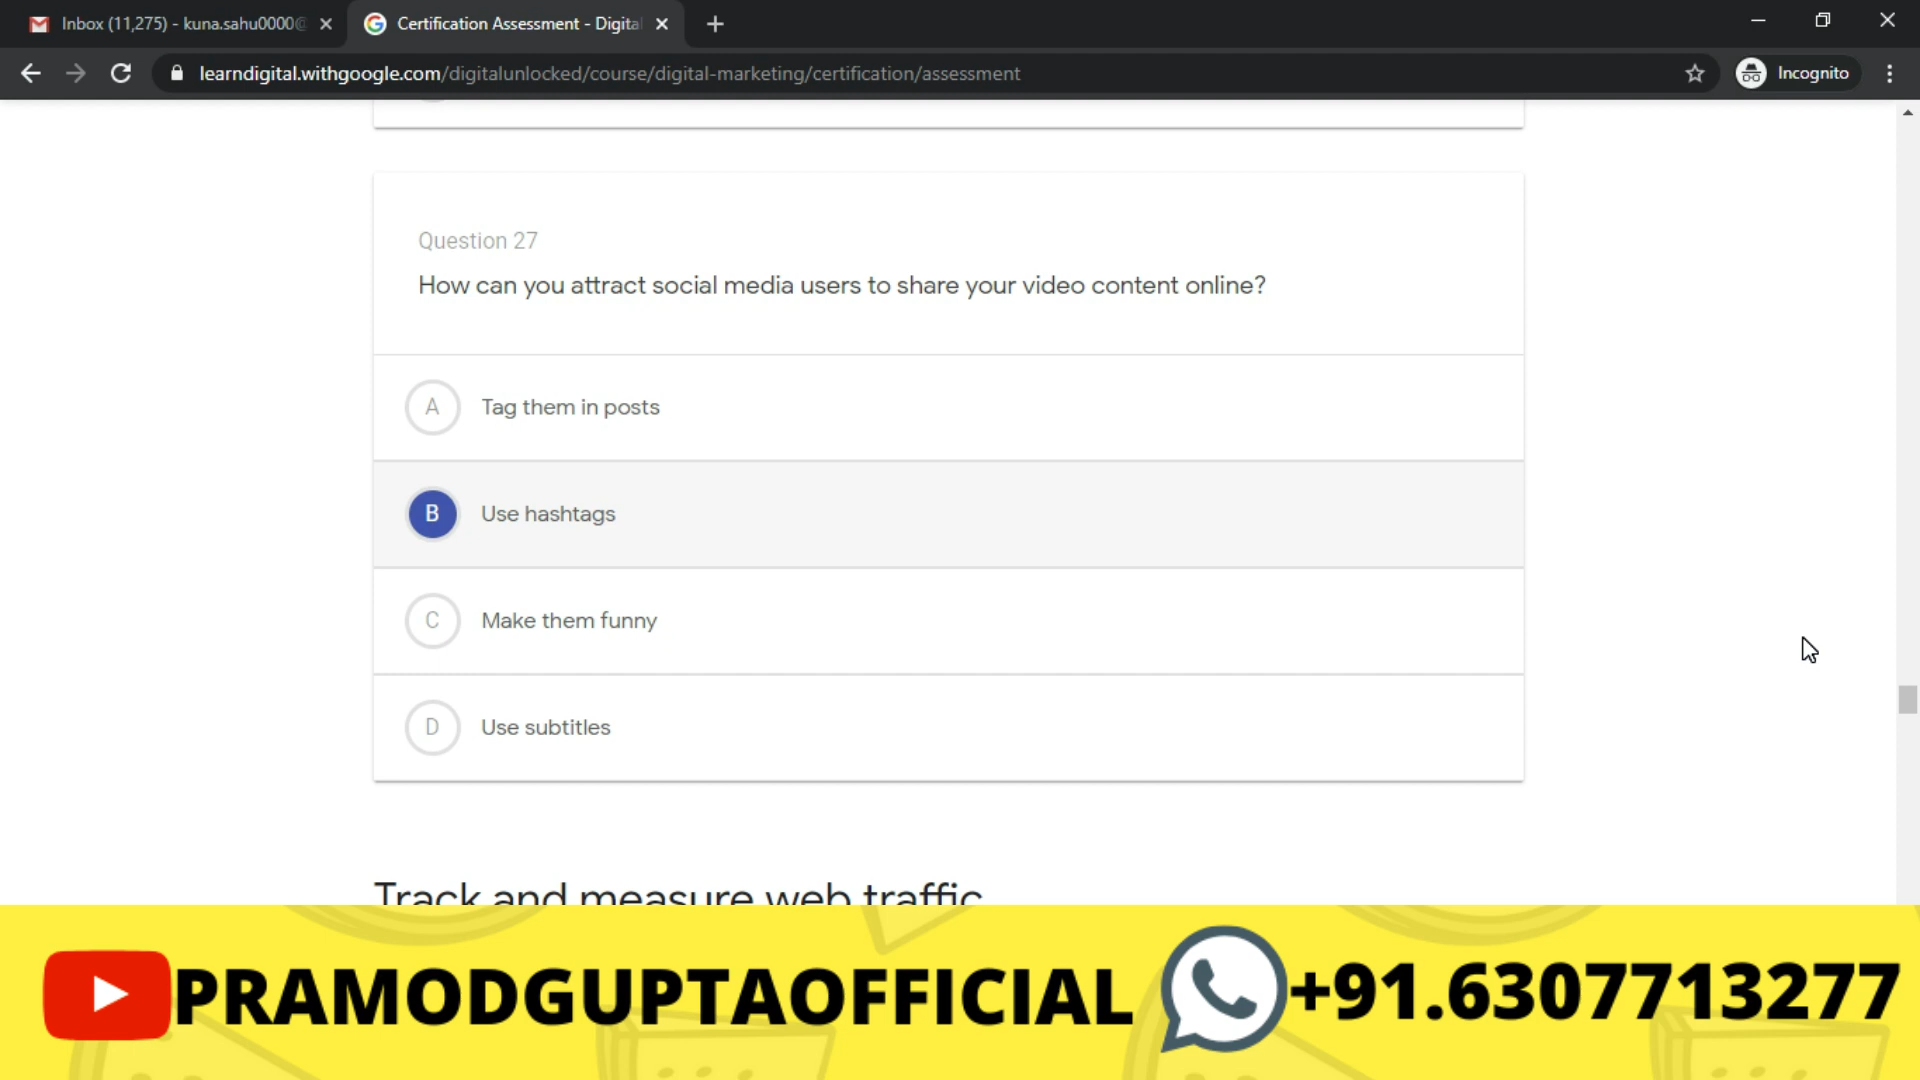 Inbox (11,275) - kuna.sahu0000@
Certification Assessment - Digita
learndigital.withgoogle.com/digitalunlocked/course/digital-marketing/certification/assessment
Incognito
Question 27
How can you attract social media users to share your video content online?
A Tag them in posts
B Use hashtags
C Make them funny
D Use subtitles
Track and measure web traffic
PRAMODGUPTAOFFICIAL +91.6307713277